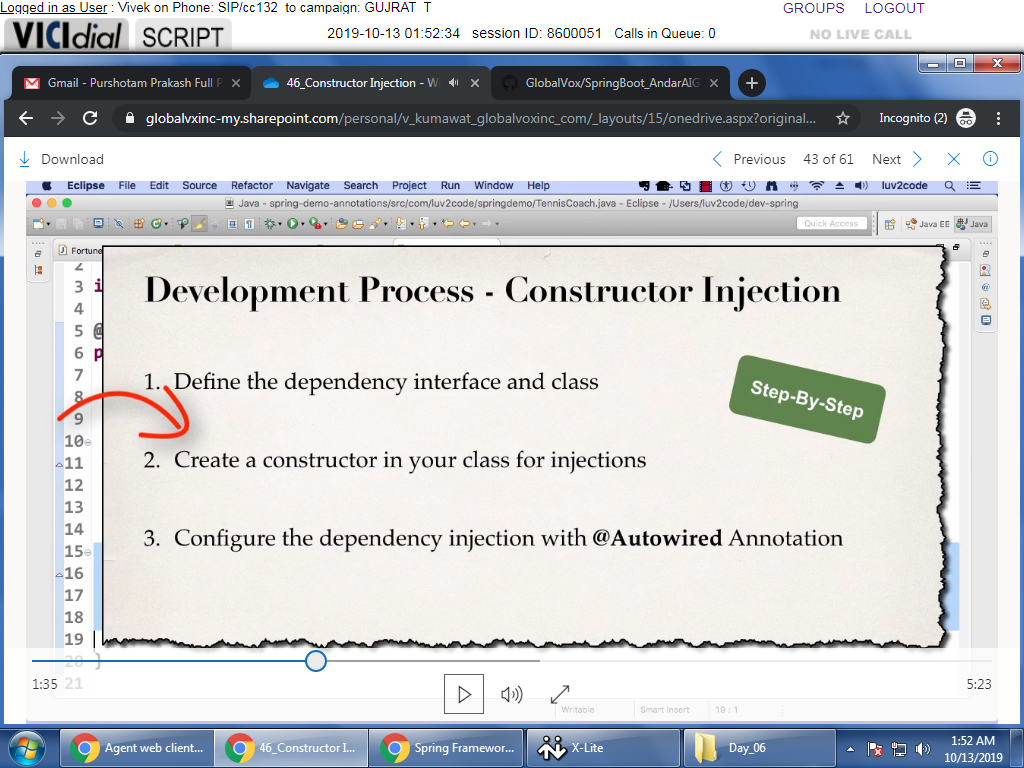 Logged in as User : Vivek on Phone: SIP/cc132 to campaign: GUJRAT_T
GROUPS LOGOUT
VICIdial SCRIPT
2019-10-13 01:52:34 session ID: 8600051 Calls in Queue: 0
NO LIVE CALL
Gmail - Purshotam Prakash Full P
46_Constructor Injection - W
GlobalVox/SpringBoot_AndarAIG
globalvxinc-my.sharepoint.com/personal/v_kumawat_globalvoxinc_com/_layouts/15/onedrive.aspx?original...
Incognito (2)
Download
Previous 43 of 61 Next
Eclipse File Edit Source Refactor Navigate Search Project Run Window Help luv2code
Java - spring-demo-annotations/src/com/luv2code/springdemo/TennisCoach.java - Eclipse - /Users/luv2code/dev-spring
Quick Access Java EE Java
Fortune
2
3 i
4
5 @
6 p
7
8
9
10
11
12
13
14
15
16
17
18
19
20 }
21
Development Process - Constructor Injection
Step-By-Step
1. Define the dependency interface and class
2. Create a constructor in your class for injections
3. Configure the dependency injection with @Autowired Annotation
1:35 5:23
Writable Smart Insert 19 : 1
Agent web client...
46_Constructor I...
Spring Framewor...
X-Lite
Day_06
1:52 AM
10/13/2019